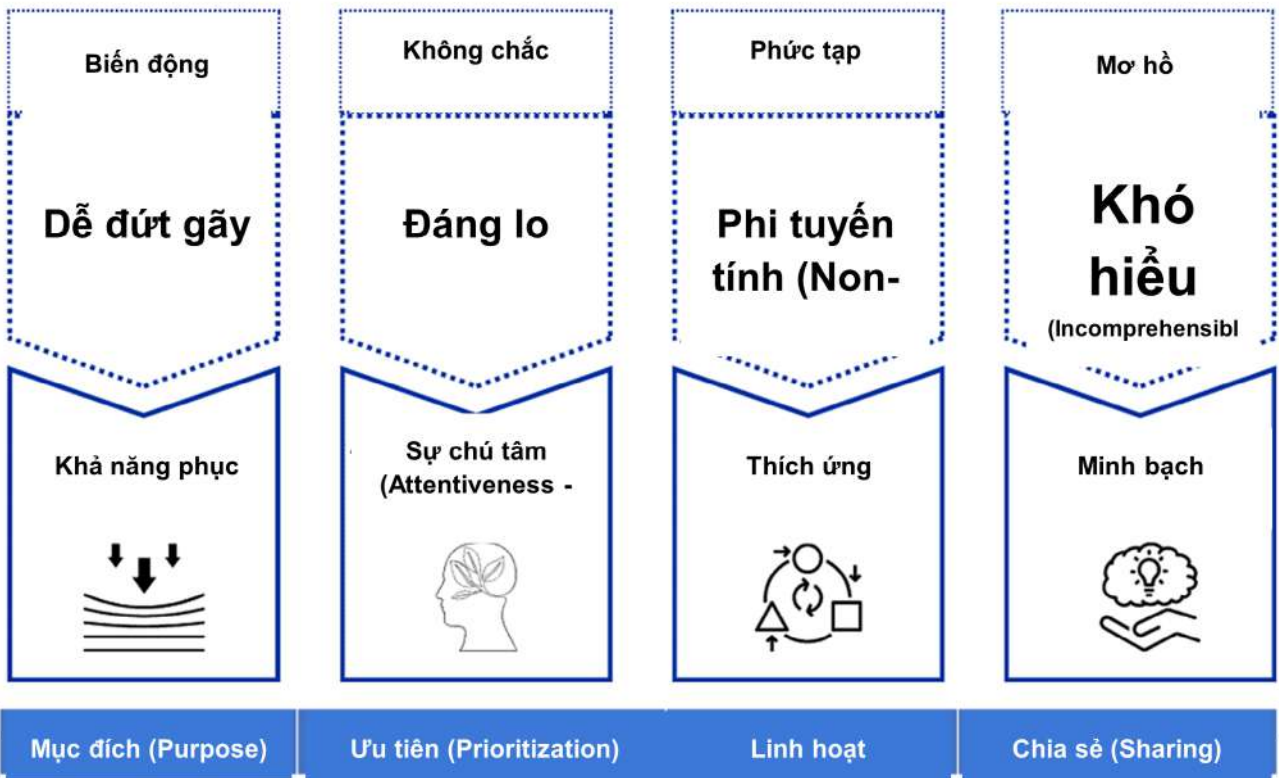 Biến động
Không chắc
Phức tạp
Mơ hồ
Dễ đứt gãy
Đáng lo
Phi tuyến
tính (Non-
Khó
hiểu
(Incomprehensibl
Khả năng phục
Sự chú tâm
(Attentiveness -
Thích ứng
Minh bạch
Mục đích (Purpose)
Ưu tiên (Prioritization)
Linh hoạt
Chia sẻ (Sharing)